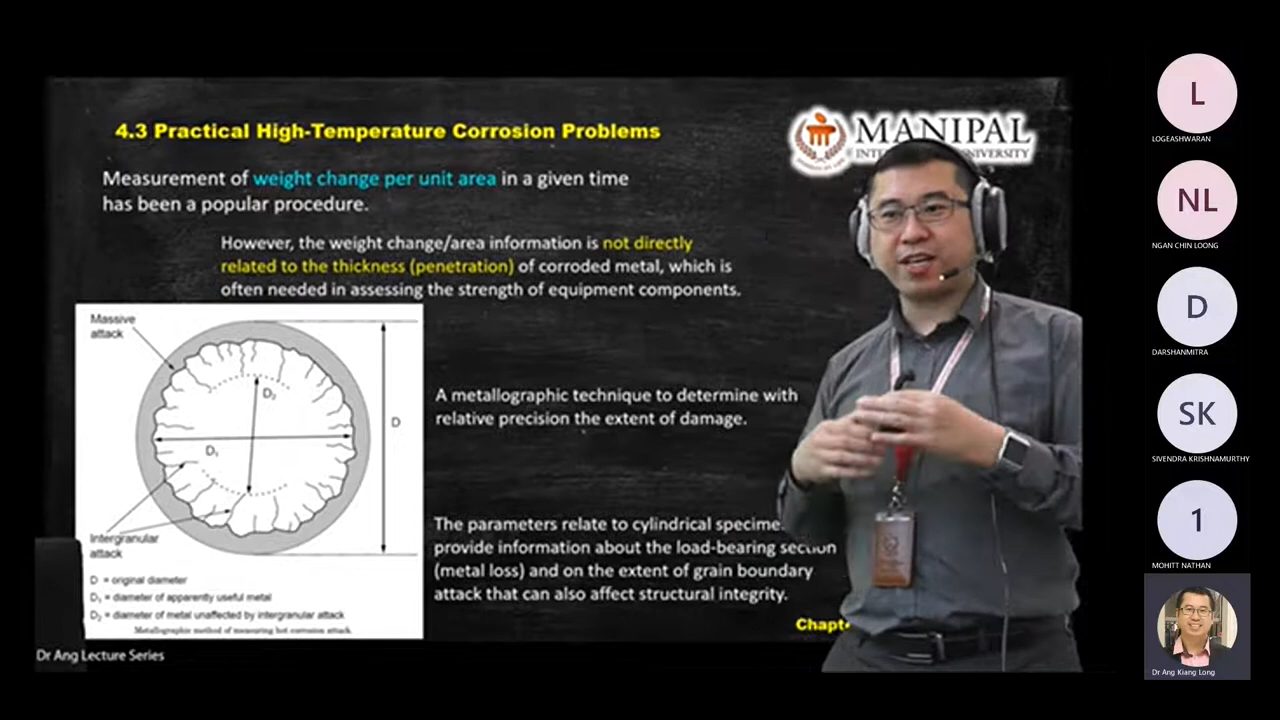 4.3 Practical High-Temperature Corrosion Problems
MANIPAL
Measurement of weight change per unit area in a given time
has been a popular procedure.
However, the weight change/area information is not directly
related to the thickness (penetration) of corroded metal, which is
often needed in assessing the strength of equipment components.
Massive
attack
D₂
D
D₁
Intergranular
attack
D = original diameter
D₁ = diameter of apparently useful metal
D₂ = diameter of metal unaffected by intergranular attack
Metallographic method of measuring hot corrosion attack.
A metallographic technique to determine with
relative precision the extent of damage.
The parameters relate to cylindrical specime
provide information about the load-bearing section
(metal loss) and on the extent of grain boundary
attack that can also affect structural integrity.
Chapt
Dr Ang Lecture Series
L
LOGEASHWARAN
NL
NGAN CHIN LOONG
D
DARSHANMITRA
SK
SIVENDRA KRISHNAMURTHY
1
MOHITT NATHAN
Dr Ang Kiang Long